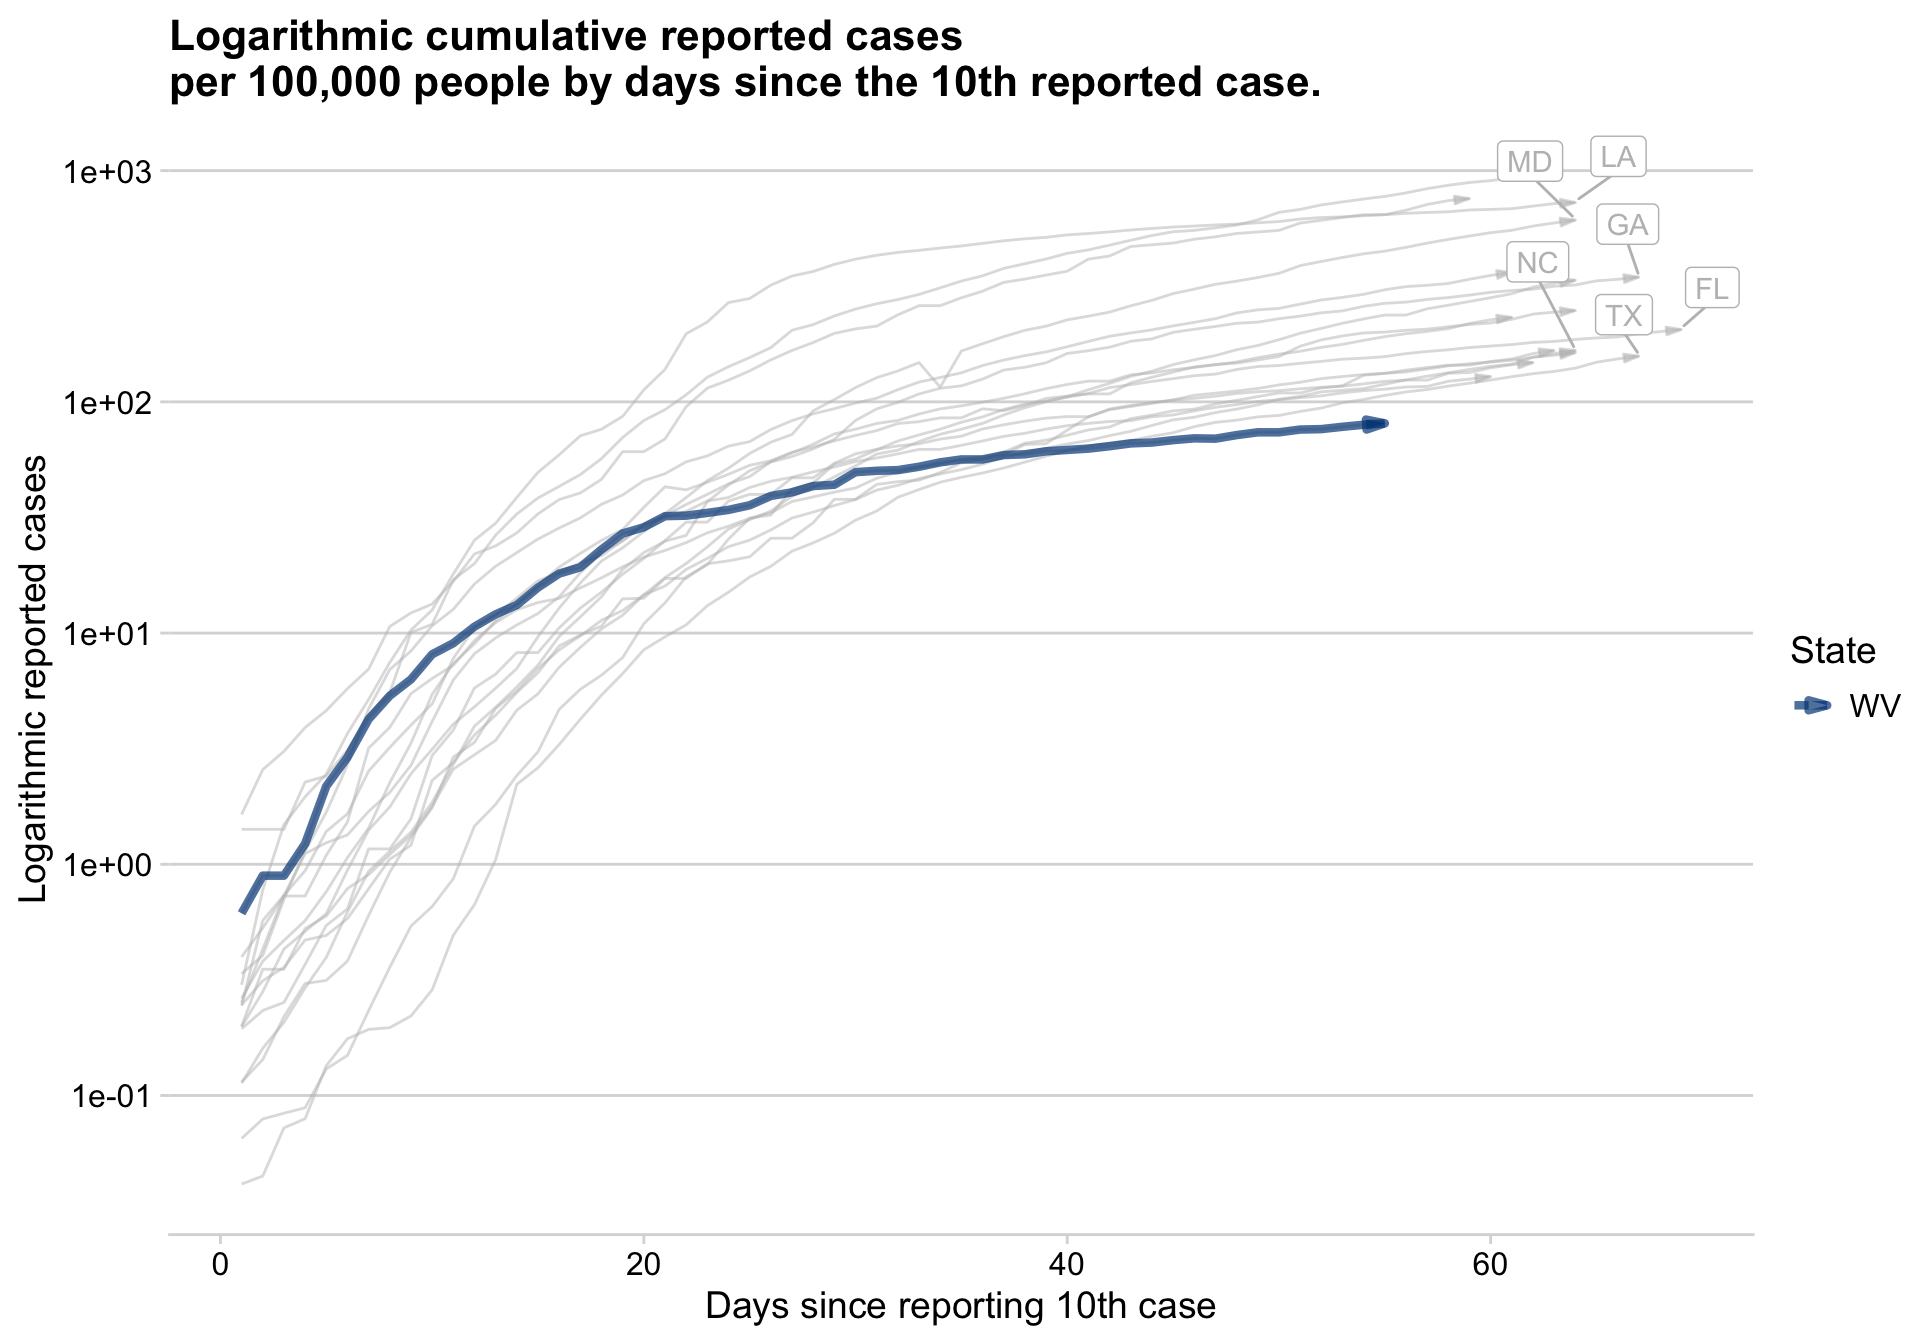 Logarithmic cumulative reported cases
per 100,000 people by days since the 10th reported case.
1e+03
1e+02
1e+01
1e+00
1e-01
Logarithmic reported cases
MD
LA
GA
NC
FL
TX
State
WV
0
20
40
60
Days since reporting 10th case